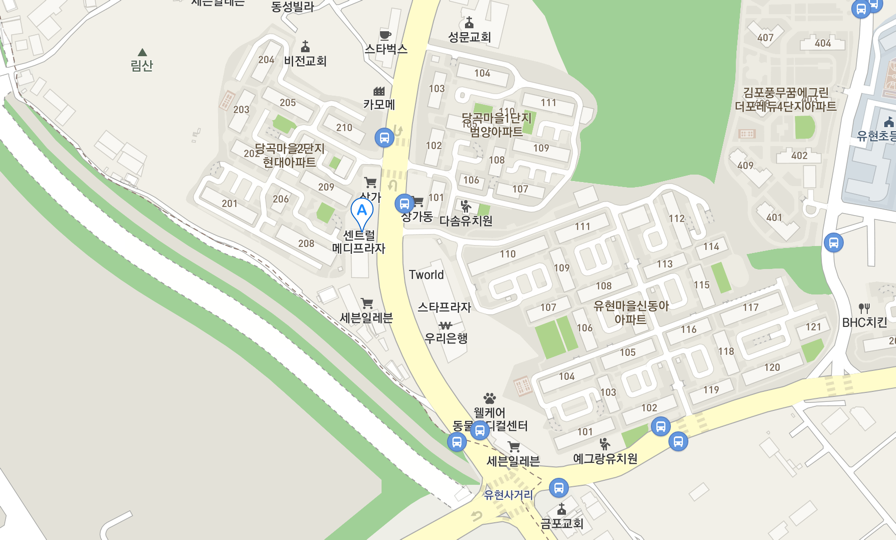 세븐일레븐
동성빌라
림산
비전교회
스타벅스
성문교회
카모메
204
203
205
210
당곡마을2단지
현대아파트
209
206
201
208
상가
A
센트럴
메디프라자
104
103
111
당곡마을1단지
범양아파트
102
109
108
106
107
101
상가동
다솜유치원
407
404
김포풍무꿈에그린
더포레듀4단지아파트
유현초등
409
402
401
Tworld
스타프라자
우리은행
세븐일레븐
110
109
108
107
106
112
114
113
115
유현마을신동아
아파트
117
116
105
118
121
120
119
104
103
102
101
BHC치킨
웰케어
세븐일레븐
예그랑유치원
유현사거리
금포교회